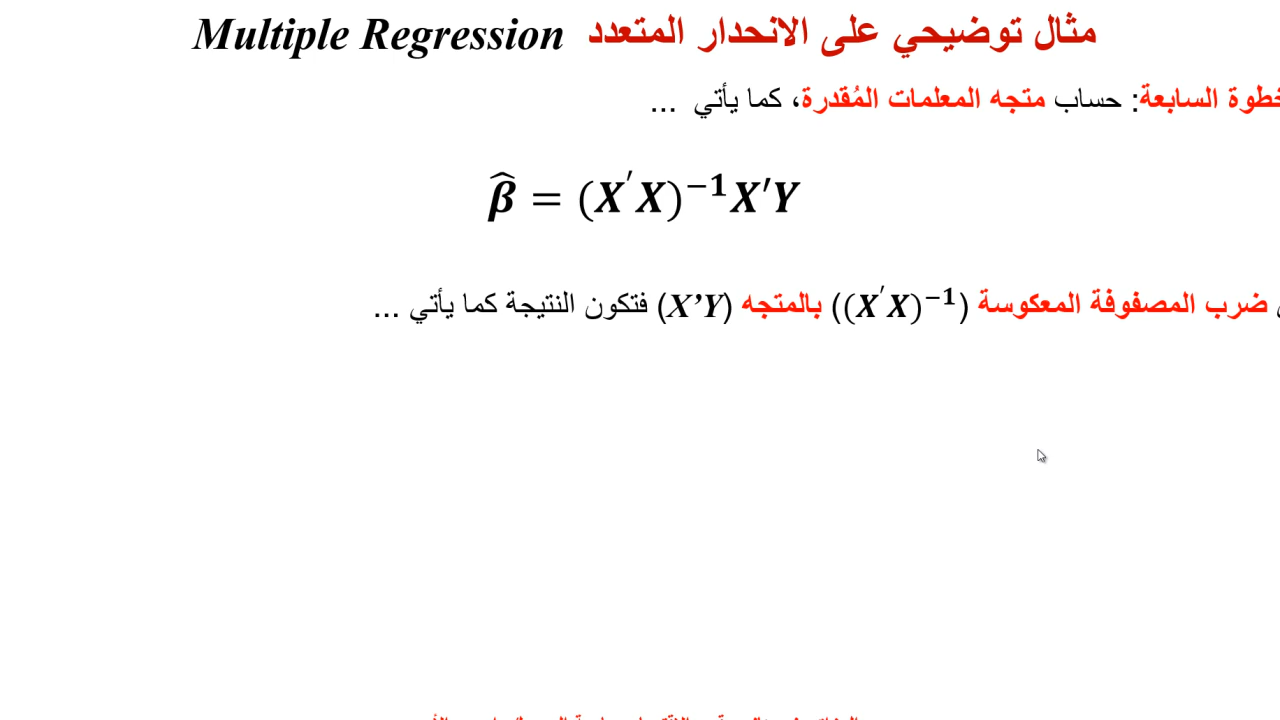 مثال توضيحي على الانحدار المتعدد Multiple Regression
السابعة: حساب متجه المعلمات المُقدرة، كما يأتي ...
β̂ = (X′X)⁻¹X′Y
ضرب المصفوفة المعكوسة ((X′X)⁻¹) بالمتجه (X’Y) فتكون النتيجة كما يأتي ...